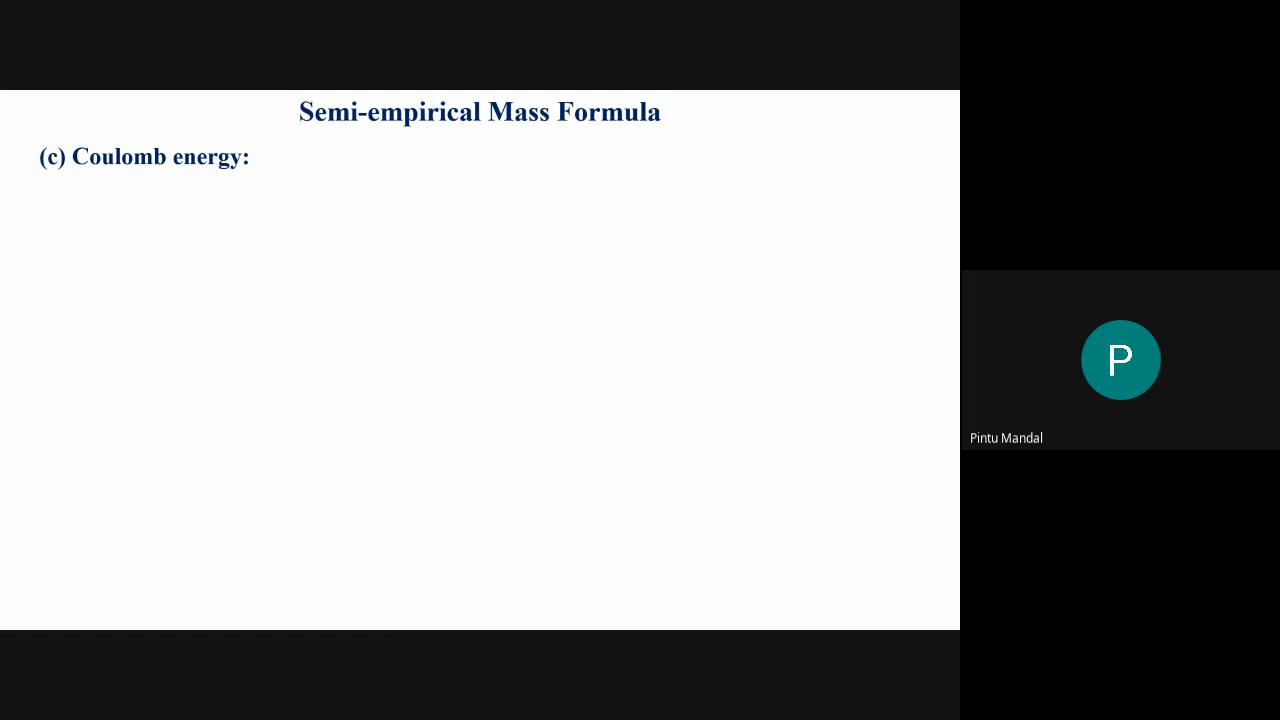 Semi-empirical Mass Formula
(c) Coulomb energy:
P
Pintu Mandal